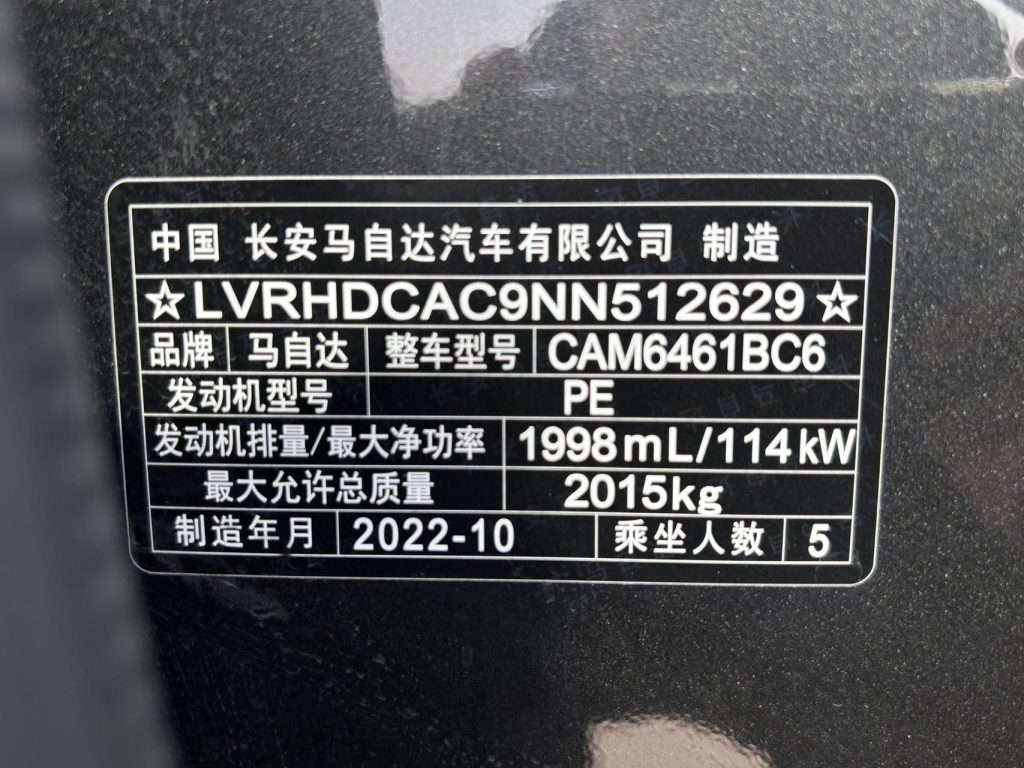 中国 长安马自达汽车有限公司 制造
☆LVRHDCAC9NN512629☆
品牌 马自达 整车型号 CAM6461BC6
发动机型号 PE
发动机排量/最大净功率 1998mL/114kW
最大允许总质量 2015kg
制造年月 2022-10 乘坐人数 5